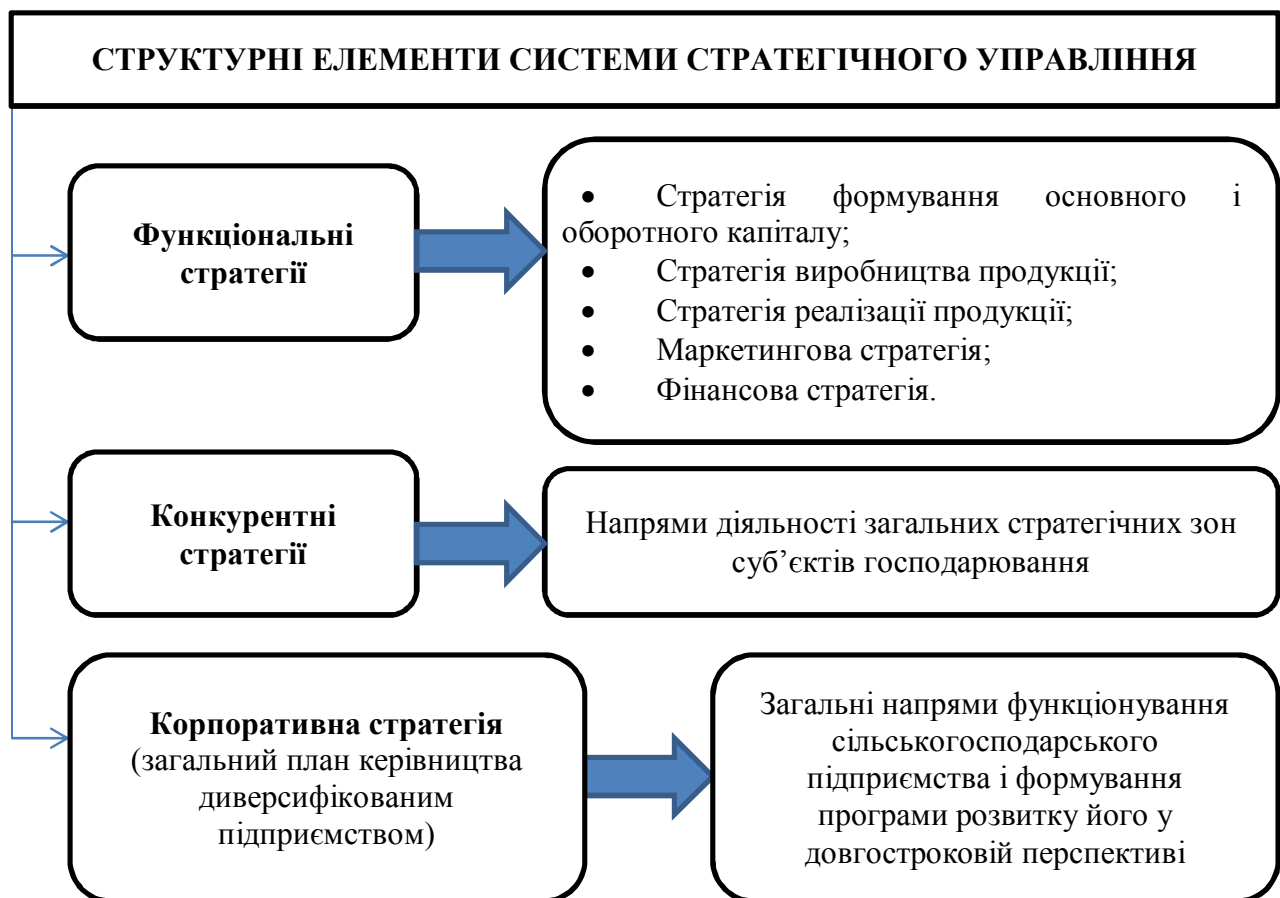 СТРУКТУРНІ ЕЛЕМЕНТИ СИСТЕМИ СТРАТЕГІЧНОГО УПРАВЛІННЯ
Функціональні
стратегії
• Стратегія формування основного і
оборотного капіталу;
• Стратегія виробництва продукції;
• Стратегія реалізації продукції;
• Маркетингова стратегія;
• Фінансова стратегія.
Конкурентні
стратегії
Напрями діяльності загальних стратегічних зон
суб’єктів господарювання
Корпоративна стратегія
(загальний план керівництва
диверсифікованим
підприємством)
Загальні напрями функціонування
сільськогосподарського
підприємства і формування
програми розвитку його у
довгостроковій перспективі